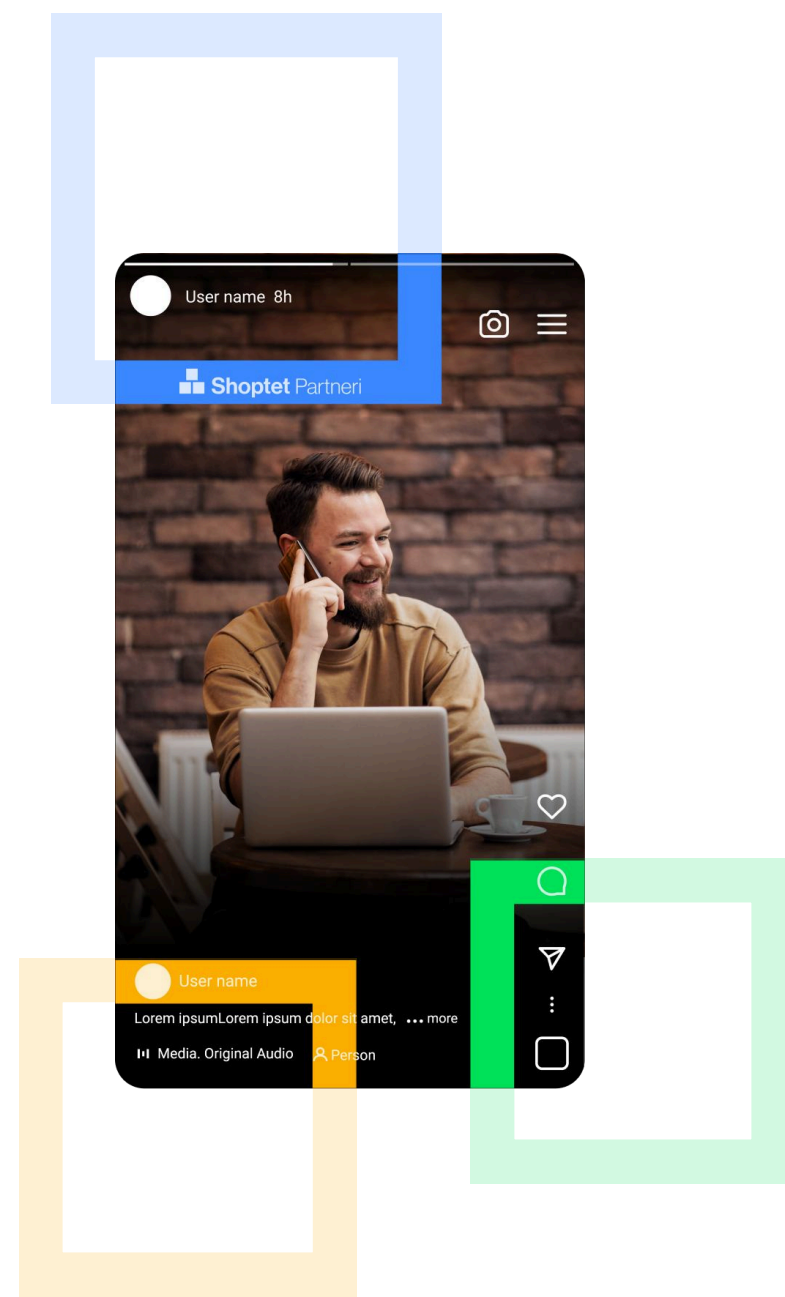 User name 8h
Shoptet Partneri
User name
Lorem ipsumLorem ipsum dolor sit amet, ... more
Media. Original Audio Person